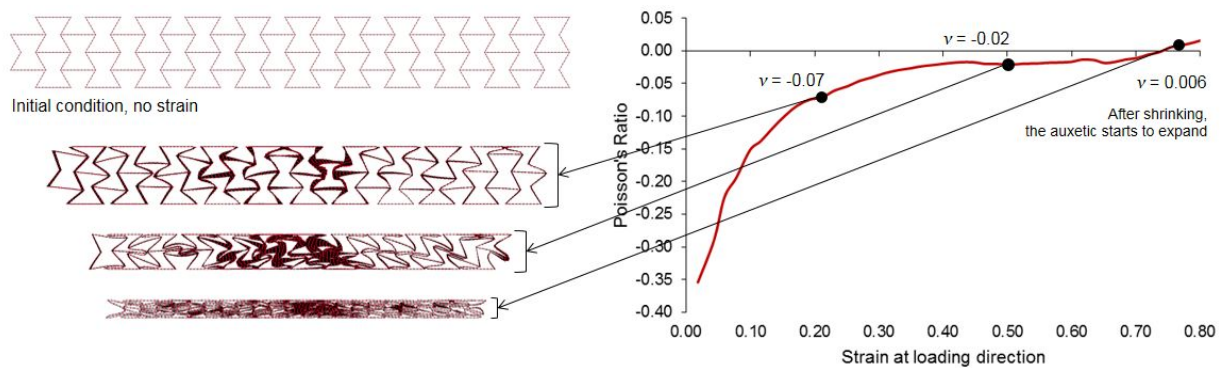 Initial condition, no strain
Poisson's Ratio
0.05
0.00
-0.05
-0.10
-0.15
-0.20
-0.25
-0.30
-0.35
-0.40
ν = -0.07
ν = -0.02
ν = 0.006
After shrinking,
the auxetic starts to expand
0.00 0.10 0.20 0.30 0.40 0.50 0.60 0.70 0.80
Strain at loading direction